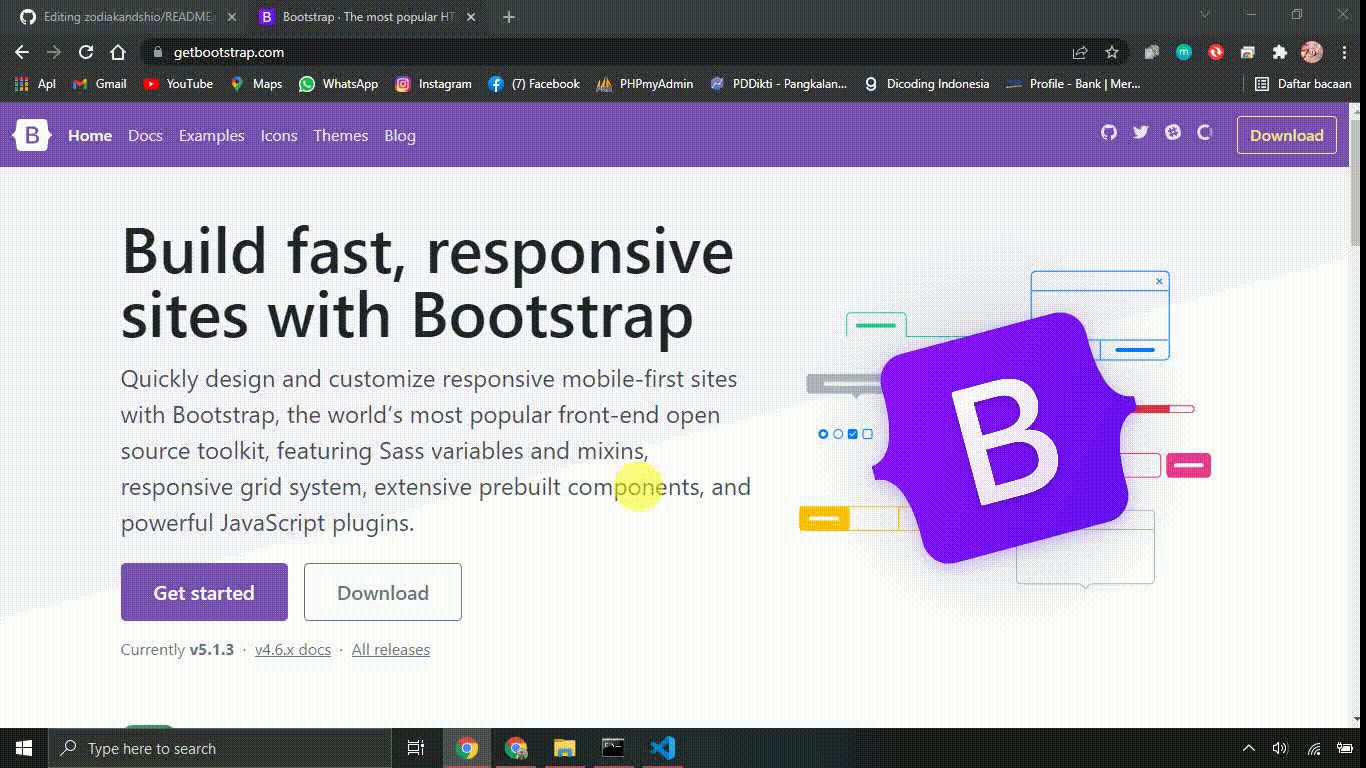 Editing zodiakandshio/README.
Bootstrap · The most popular HT
getbootstrap.com
Apl
Gmail
YouTube
Maps
WhatsApp
Instagram
(7) Facebook
PHPmyAdmin
PDDikti - Pangkalan...
Dicoding Indonesia
Profile - Bank | Mer...
Daftar bacaan
B
Home
Docs
Examples
Icons
Themes
Blog
Download
Build fast, responsive
sites with Bootstrap
Quickly design and customize responsive mobile-first sites
with Bootstrap, the world’s most popular front-end open
source toolkit, featuring Sass variables and mixins,
responsive grid system, extensive prebuilt components, and
powerful JavaScript plugins.
B
Get started
Download
Currently v5.1.3 · v4.6.x docs · All releases
Type here to search